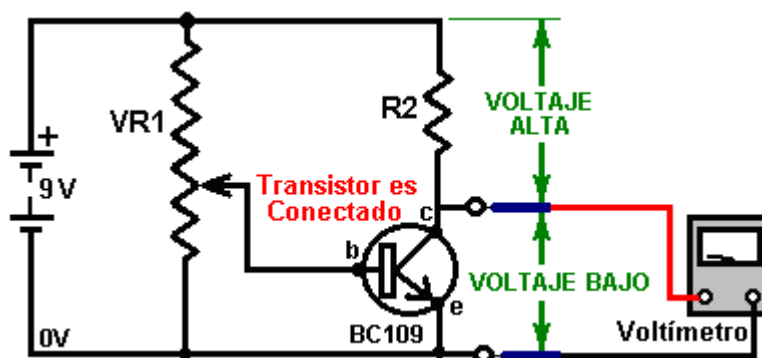 VR1
R2
VOLTAJE
ALTA
+
9V
Transistor es
Conectado
c
b
e
VOLTAJE BAJO
BC109
0V
Voltímetro